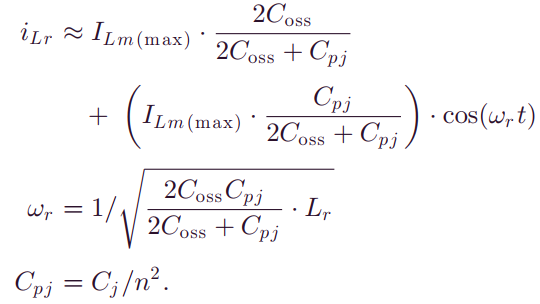 i_{Lr} ≈ I_{Lm(max)} · \frac{2C_{oss}}{2C_{oss} + C_{pj}}
+ \left( I_{Lm(max)} · \frac{C_{pj}}{2C_{oss} + C_{pj}} \right) · cos(ω_r t)
ω_r = 1/\sqrt{\frac{2C_{oss}C_{pj}}{2C_{oss} + C_{pj}} · L_r}
C_{pj} = C_j/n^2.